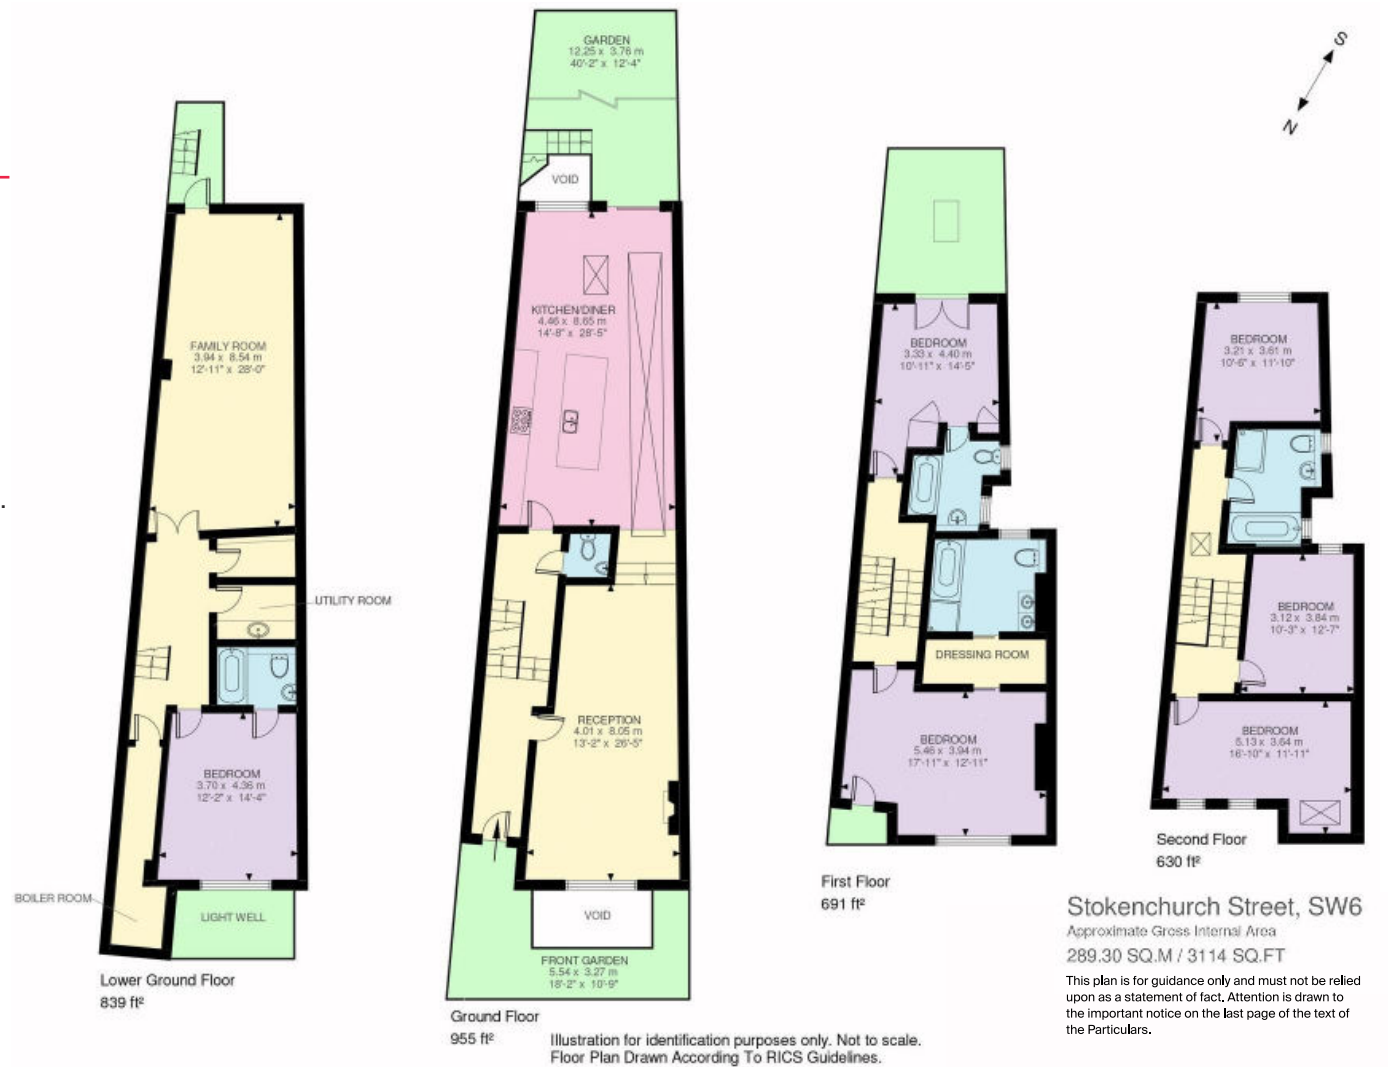 GARDEN
12.25 x 3.76 m
40'-2" x 12'-4"
S
N
VOID
FAMILY ROOM
3.94 x 8.54 m
12'-11" x 28'-0"
UTILITY ROOM
BEDROOM
3.70 x 4.36 m
12'-2" x 14'-4"
BOILER ROOM
LIGHT WELL
Lower Ground Floor
839 ft²
KITCHEN/DINER
4.46 x 8.65 m
14'-8" x 28'-5"
RECEPTION
4.01 x 8.05 m
13'-2" x 26'-5"
VOID
FRONT GARDEN
5.54 x 3.27 m
18'-2" x 10'-9"
Ground Floor
955 ft²
BEDROOM
3.33 x 4.40 m
10'-11" x 14'-5"
DRESSING ROOM
BEDROOM
5.46 x 3.94 m
17'-11" x 12'-11"
First Floor
691 ft²
BEDROOM
3.21 x 3.61 m
10'-6" x 11'-10"
BEDROOM
3.12 x 3.84 m
10'-3" x 12'-7"
BEDROOM
5.13 x 3.64 m
16'-10" x 11'-11"
Second Floor
630 ft²
Stokenchurch Street, SW6
Approximate Gross Internal Area
289.30 SQ.M / 3114 SQ.FT
This plan is for guidance only and must not be relied
upon as a statement of fact. Attention is drawn to
the important notice on the last page of the text of
the Particulars.
Illustration for identification purposes only. Not to scale.
Floor Plan Drawn According To RICS Guidelines.